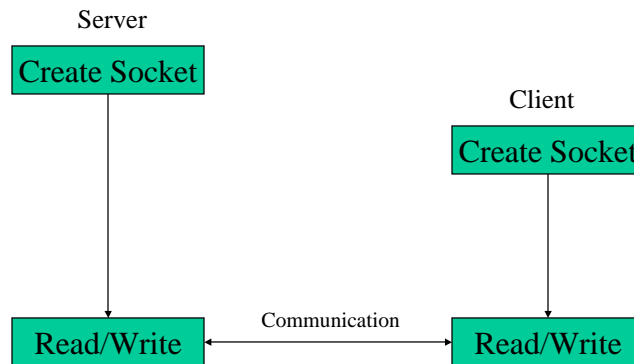 Server
Create Socket
Client
Create Socket
Communication
Read/Write
Read/Write